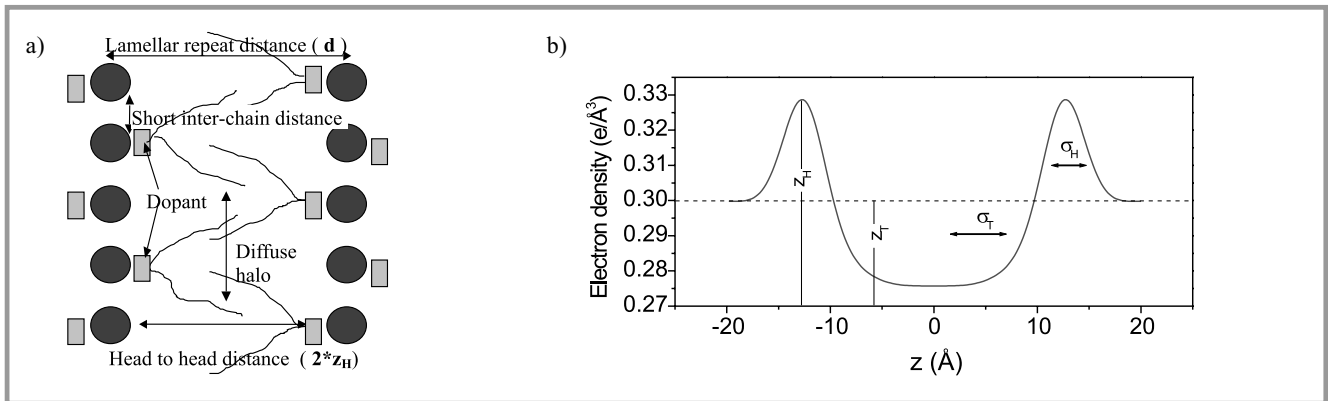 a)
Lamellar repeat distance ( d )
Short inter-chain distance
Dopant
Diffuse
halo
Head to head distance ( 2*zH)
b)
Electron density (e/Å³)
0.33
0.32
0.31
0.30
0.29
0.28
0.27
zH
zT
σH
σT
-20
-10
0
10
20
z (Å)